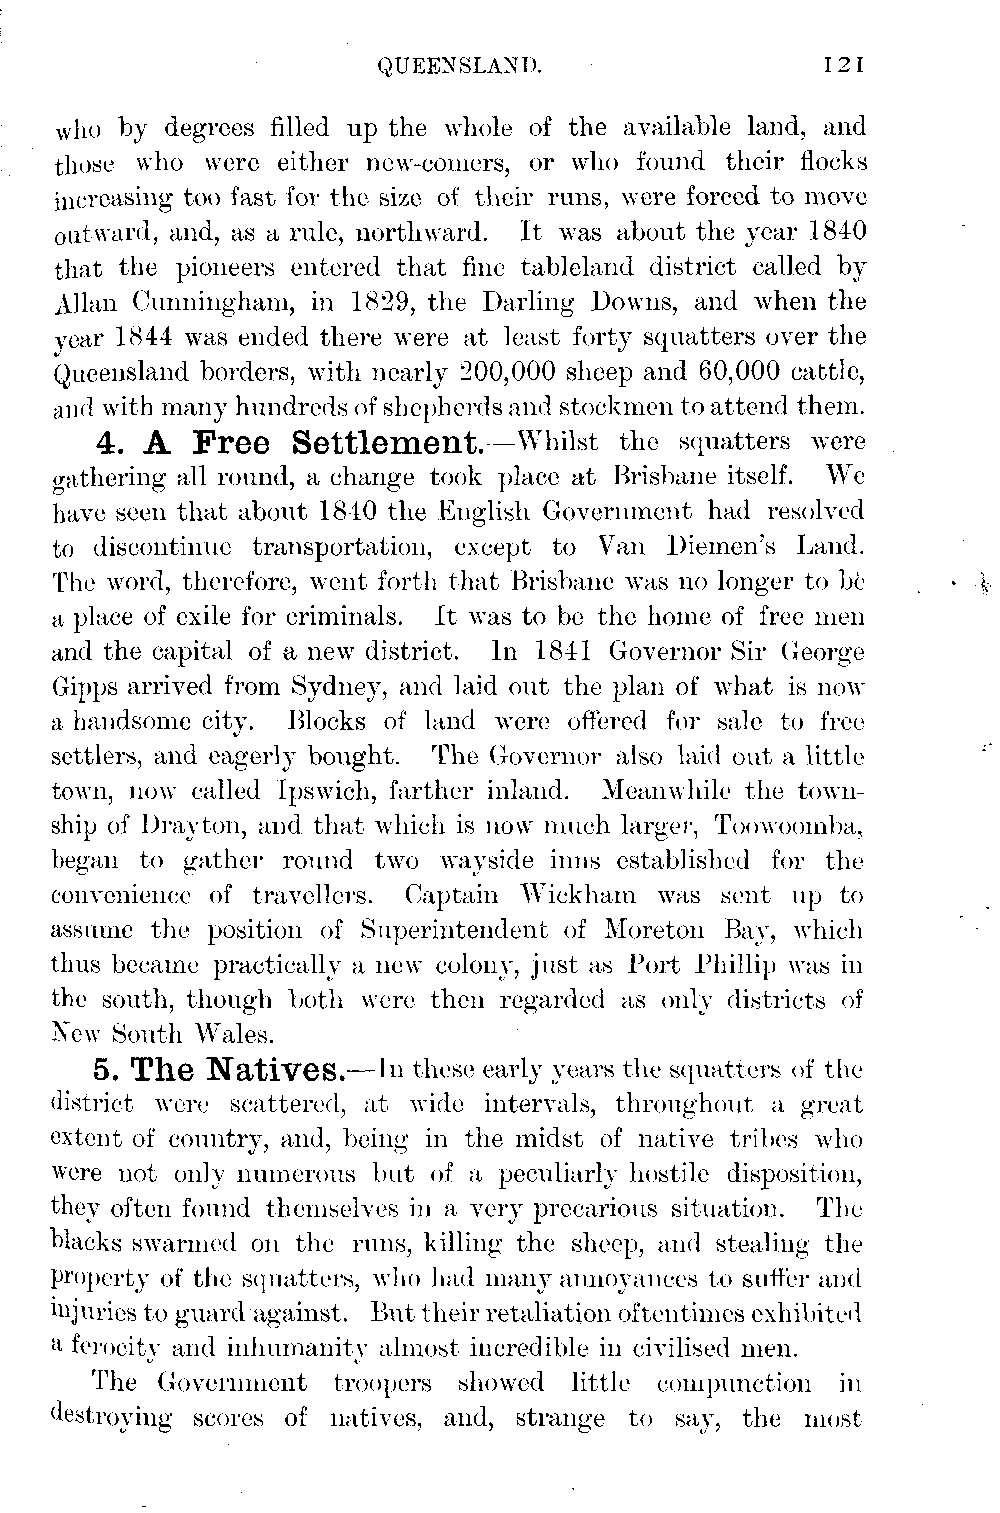 QUEENSLAND. 121
who by degrees filled up the whole of the available land, and
those who were either new-comers, or who found their flocks
increasing too fast for the size of their runs, were forced to move
outward, and, as a rule, northward. It was about the year 1840
that the pioneers entered that fine tableland district called by
Allan Cunningham, in 1829, the Darling Downs, and when the
year 1844 was ended there were at least forty squatters over the
Queensland borders, with nearly 200,000 sheep and 60,000 cattle,
and with many hundreds of shepherds and stockmen to attend them.
4. A Free Settlement.—Whilst the squatters were
gathering all round, a change took place at Brisbane itself. We
have seen that about 1840 the English Government had resolved
to discontinue transportation, except to Van Diemen's Land.
The word, therefore, went forth that Brisbane was no longer to be
a place of exile for criminals. It was to be the home of free men
and the capital of a new district. In 1841 Governor Sir George
Gipps arrived from Sydney, and laid out the plan of what is now
a handsome city. Blocks of land were offered for sale to free
settlers, and eagerly bought. The Governor also laid out a little
town, now called Ipswich, farther inland. Meanwhile the town-
ship of Drayton, and that which is now much larger, Toowoomba,
began to gather round two wayside inns established for the
convenience of travellers. Captain Wickham was sent up to
assume the position of Superintendent of Moreton Bay, which
thus became practically a new colony, just as Port Phillip was in
the south, though both were then regarded as only districts of
New South Wales.
5. The Natives.—In these early years the squatters of the
district were scattered, at wide intervals, throughout a great
extent of country, and, being in the midst of native tribes who
were not only numerous but of a peculiarly hostile disposition,
they often found themselves in a very precarious situation. The
blacks swarmed on the runs, killing the sheep, and stealing the
property of the squatters, who had many annoyances to suffer and
injuries to guard against. But their retaliation oftentimes exhibited
a ferocity and inhumanity almost incredible in civilised men.
The Government troopers showed little compunction in
destroying scores of natives, and, strange to say, the most